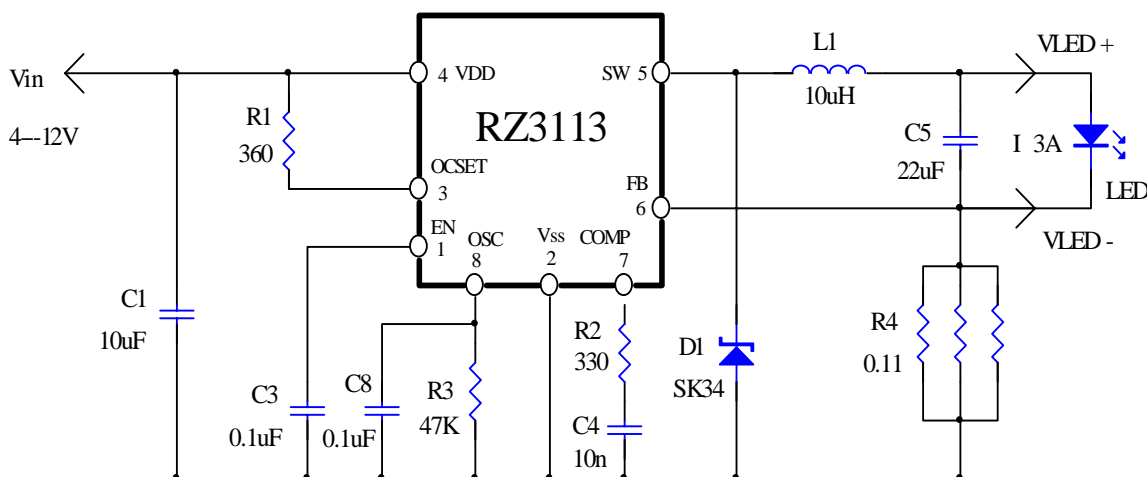 L1
VLED +
Vin
4 VDD
SW 5
10uH
R1
RZ3113
C5
I 3A
4---12V
360
OCSET
3
FB
6
22uF
LED
EN
1
OSC
8
Vss
2
COMP
7
VLED -
C1
10uF
R2
330
R4
0.11
D1
SK34
C3
0.1uF
C8
0.1uF
R3
47K
C4
10n